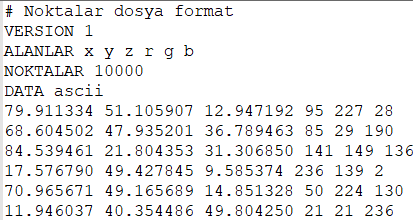 # Noktalar dosya format
VERSION 1
ALANLAR x y z r g b
NOKTALAR 10000
DATA ascii
79.911334 51.105907 12.947192 95 227 28
68.604502 47.935201 36.789463 85 29 190
84.539461 21.804353 31.306850 141 149 136
17.576790 49.427845 9.585374 236 139 2
70.965671 49.165689 14.851328 50 224 130
11.946037 40.354486 49.804250 21 21 236